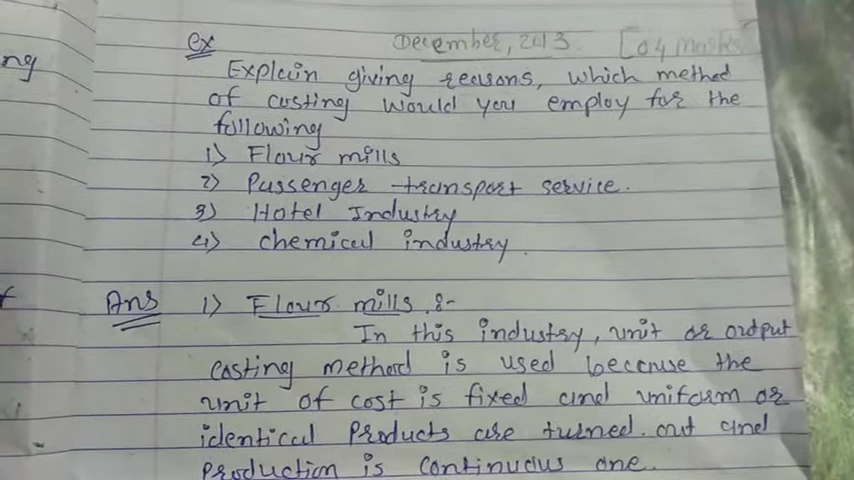 ng
ex December, 2013. [04 Marks
Explain giving reasons, which method
of costing would you employ for the
following
1) Flour mills
2) Passenger transport service.
3) Hotel Industry
4) chemical industry.
Ans 1) Flour mills :-
In this industry, unit or output
costing method is used because the
unit of cost is fixed and uniform or
identical products are turned out and
production is continuous one.